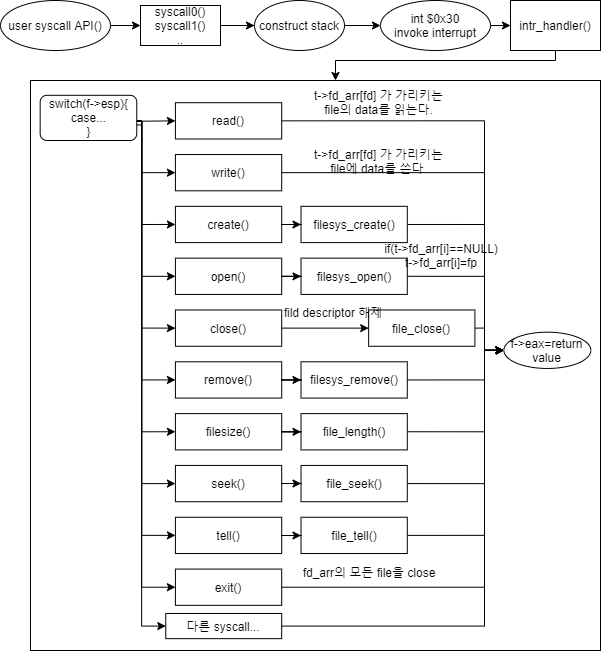 user syscall API()
syscall0()
syscall1()
..
construct stack
int $0x30
invoke interrupt
intr_handler()
switch(f->esp){
case...
}
read()
t->fd_arr[fd] 가 가리키는
file의 data를 읽는다.
write()
t->fd_arr[fd] 가 가리키는
file에 data를 쓴다
create()
filesys_create()
open()
filesys_open()
if(t->fd_arr[i]==NULL)
t->fd_arr[i]=fp
close()
fild descriptor 해제
file_close()
f->eax=return
value
remove()
filesys_remove()
filesize()
file_length()
seek()
file_seek()
tell()
file_tell()
exit()
fd_arr의 모든 file을 close
다른 syscall...